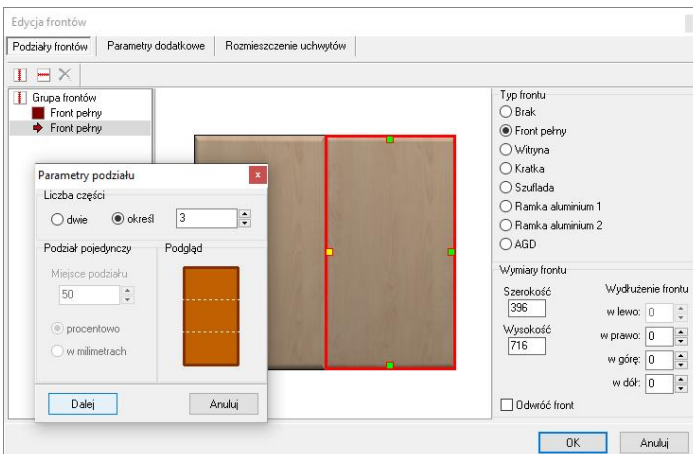 Edycja frontów
Podziały frontów
Parametry dodatkowe
Rozmieszczenie uchwytów
Grupa frontów
Front pełny
Front pełny
Parametry podziału
x
Liczba części
dwie
określ
3
Podział pojedynczy
Miejsce podziału
50
procentowo
w milimetrach
Podgląd
Dalej
Anuluj
Typ frontu
Brak
Front pełny
Witryna
Kratka
Szuflada
Ramka aluminium 1
Ramka aluminium 2
AGD
Wymiary frontu
Szerokość
396
Wysokość
716
Wydłużenie frontu
w lewo: 0
w prawo: 0
w górę: 0
w dół: 0
Odwróć front
OK
Anuluj